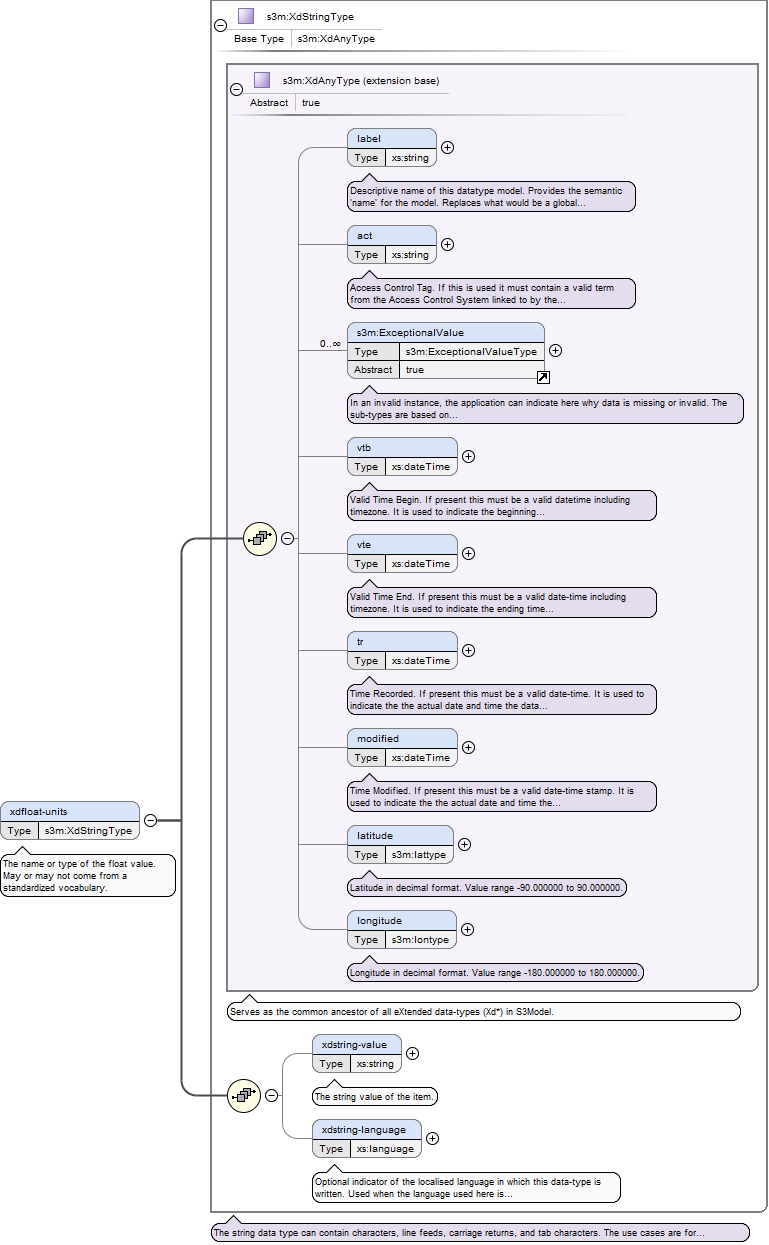 s3m:XdStringType
Base Type s3m:XdAnyType
s3m:XdAnyType (extension base)
Abstract true
label
Type xs:string
Descriptive name of this datatype model. Provides the semantic
'name' for the model. Replaces what would be a global...
act
Type xs:string
Access Control Tag. If this is used it must contain a valid term
from the Access Control System linked to by the...
0..∞
s3m:ExceptionalValue
Type s3m:ExceptionalValueType
Abstract true
In an invalid instance, the application can indicate here why data is missing or invalid. The
sub-types are based on...
vtb
Type xs:dateTime
Valid Time Begin. If present this must be a valid datetime including
timezone. It is used to indicate the beginning...
vte
Type xs:dateTime
Valid Time End. If present this must be a valid date-time including
timezone. It is used to indicate the ending time...
tr
Type xs:dateTime
Time Recorded. If present this must be a valid date-time. It is used to
indicate the the actual date and time the data...
modified
Type xs:dateTime
Time Modified. If present this must be a valid date-time stamp. It is
used to indicate the the actual date and time the...
xdfloat-units
Type s3m:XdStringType
The name or type of the float value.
May or may not come from a
standardized vocabulary.
latitude
Type s3m:lattype
Latitude in decimal format. Value range -90.000000 to 90.000000.
longitude
Type s3m:lontype
Longitude in decimal format. Value range -180.000000 to 180.000000.
Serves as the common ancestor of all eXtended data-types (Xd*) in S3Model.
xdstring-value
Type xs:string
The string value of the item.
xdstring-language
Type xs:language
Optional indicator of the localised language in which this data-type is
written. Used when the language used here is...
The string data type can contain characters, line feeds, carriage returns, and tab characters. The use cases are for...